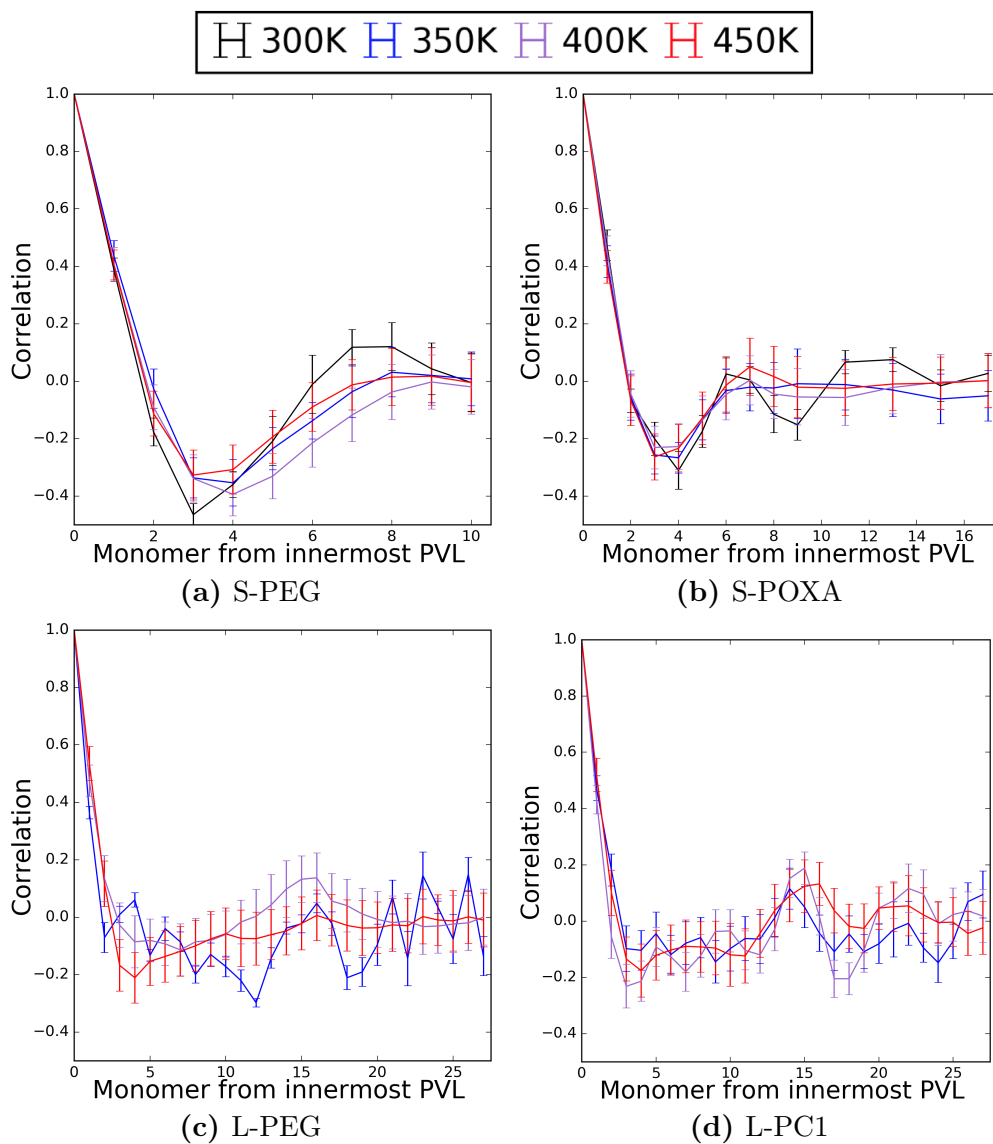 300K 350K 400K 450K
1.0
0.8
0.6
0.4
0.2
0.0
−0.2
−0.4
Correlation
0 2 4 6 8 10
Monomer from innermost PVL
(a) S-PEG
1.0
0.8
0.6
0.4
0.2
0.0
−0.2
−0.4
Correlation
0 2 4 6 8 10 12 14 16
Monomer from innermost PVL
(b) S-POXA
1.0
0.8
0.6
0.4
0.2
0.0
−0.2
−0.4
Correlation
0 5 10 15 20 25
Monomer from innermost PVL
(c) L-PEG
1.0
0.8
0.6
0.4
0.2
0.0
−0.2
−0.4
Correlation
0 5 10 15 20 25
Monomer from innermost PVL
(d) L-PC1